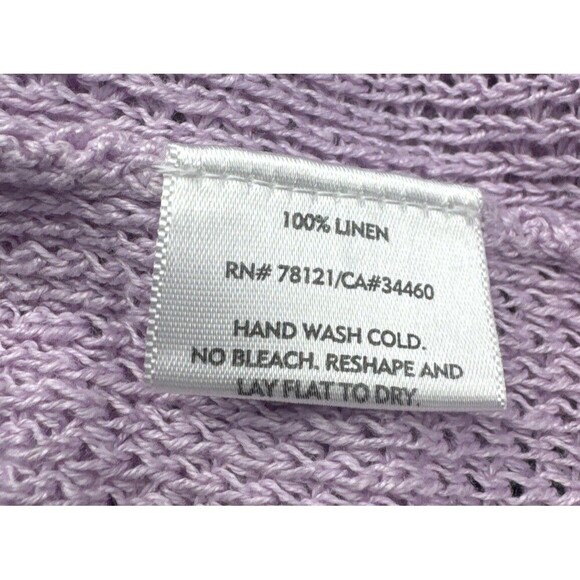 100% LINEN
RN# 78121/CA#34460
HAND WASH COLD.
NO BLEACH. RESHAPE AND
LAY FLAT TO DRY.